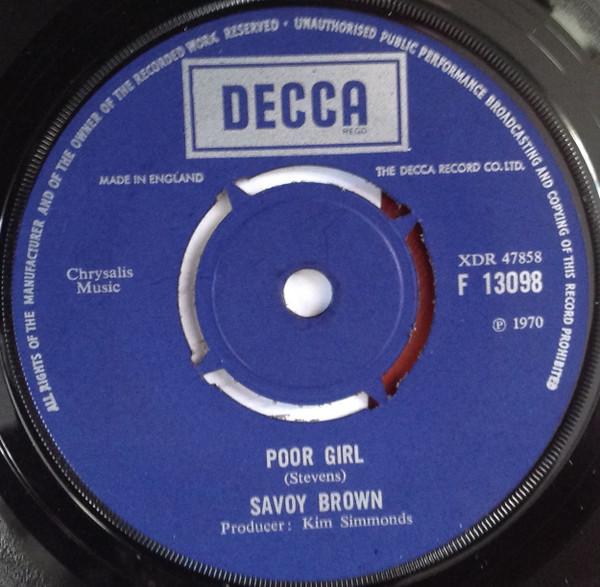 ALL RIGHTS OF THE MANUFACTURER AND OF THE OWNER OF THE RECORDED WORK RESERVED · UNAUTHORISED PUBLIC PERFORMANCE BROADCASTING AND COPYING OF THIS RECORD PROHIBITED
DECCA
REGD
MADE IN ENGLAND
THE DECCA RECORD CO. LTD.
Chrysalis
Music
XDR 47858
F 13098
℗ 1970
POOR GIRL
(Stevens)
SAVOY BROWN
Producer: Kim Simmonds